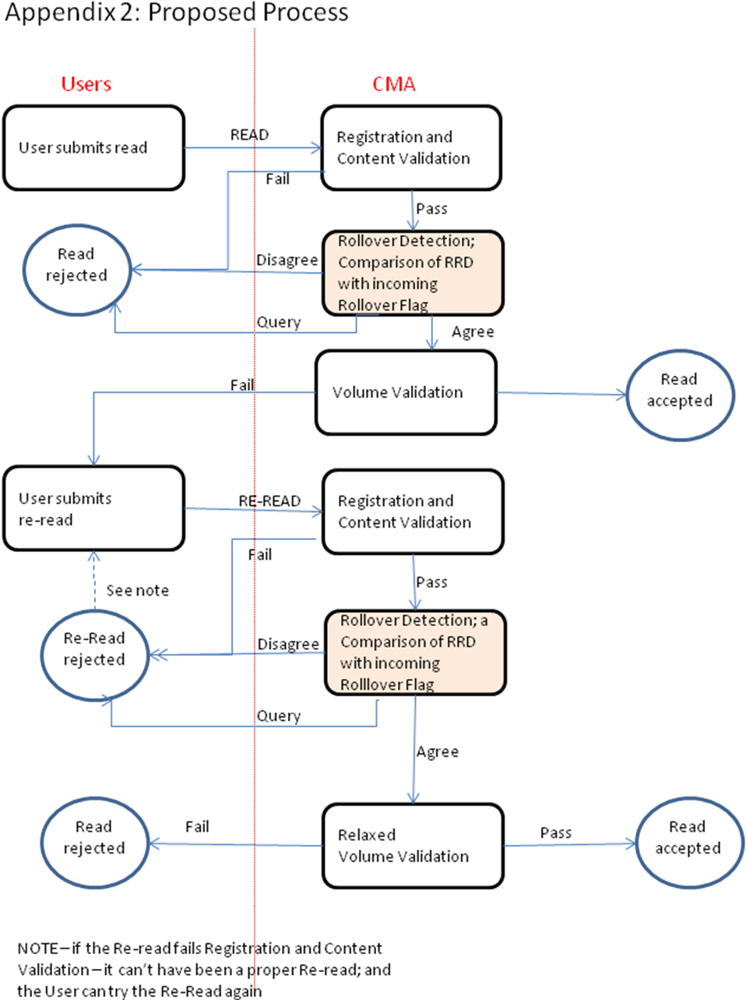 Appendix 2: Proposed Process
Users
CMA
User submits read
READ
Registration and
Content Validation
Fail
Pass
Read
rejected
Disagree
Rollover Detection;
Comparison of RRD
with incoming
Rollover Flag
Query
Agree
Fail
Volume Validation
Read
accepted
User submits
re-read
RE-READ
Registration and
Content Validation
Fail
Pass
See note
Re-Read
rejected
Disagree
Rollover Detection; a
Comparison of RRD
with incoming
Rolllover Flag
Query
Agree
Read
rejected
Fail
Relaxed
Volume Validation
Pass
Read
accepted
NOTE – if the Re-read fails Registration and Content
Validation – it can't have been a proper Re-read; and
the User can try the Re-Read again